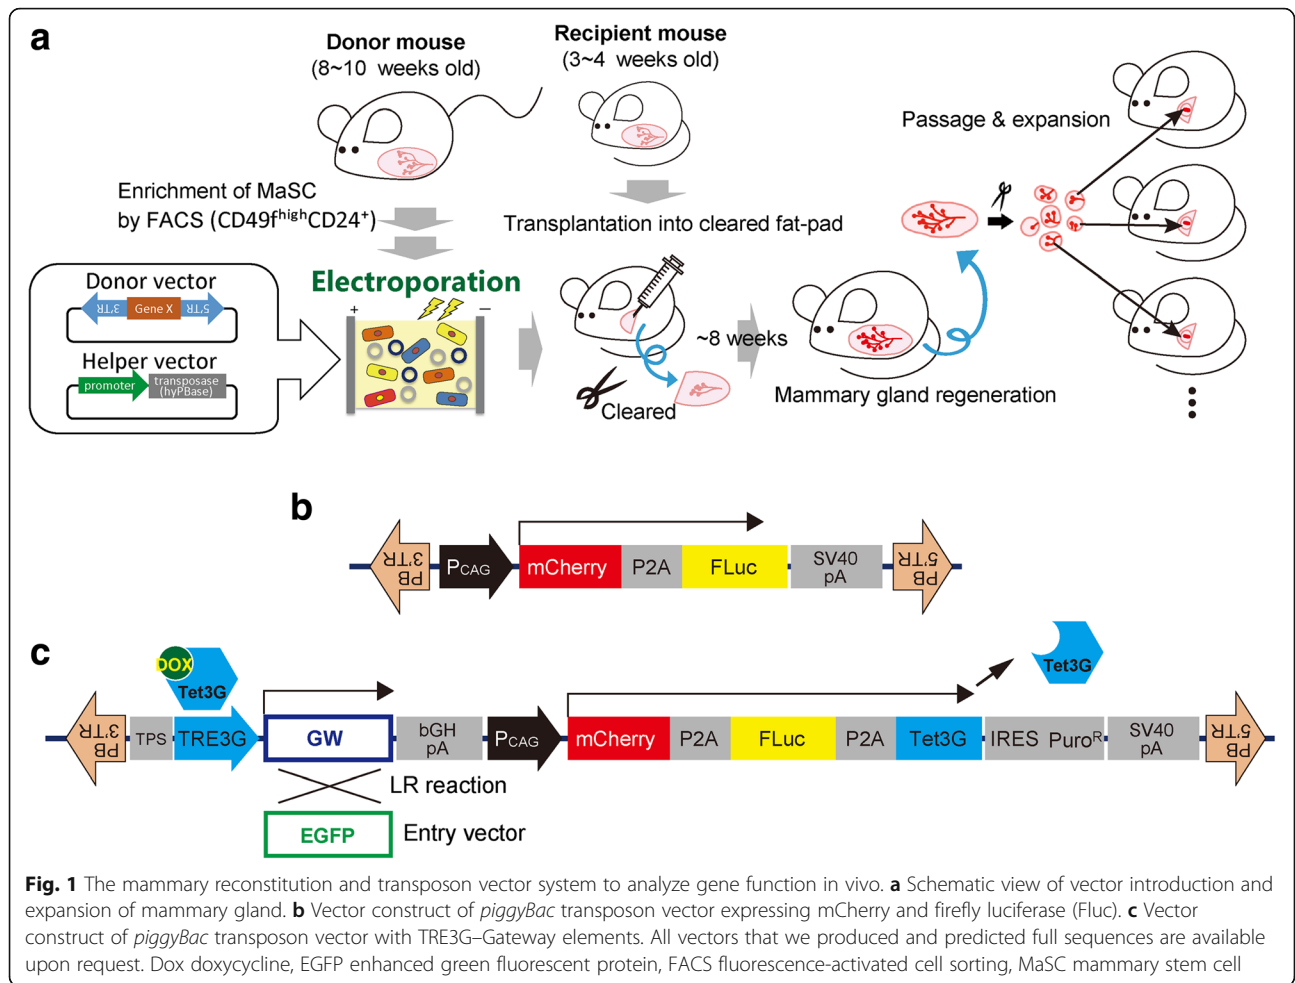 a
Donor mouse
(8~10 weeks old)
Recipient mouse
(3~4 weeks old)
Passage & expansion
Enrichment of MaSC
by FACS (CD49fhighCD24+)
Transplantation into cleared fat-pad
Donor vector
3'TR Gene X 5'TR
Helper vector
promoter
transposase
(hyPBase)
Electroporation
+ −
~8 weeks
Cleared
Mammary gland regeneration
b
PB
3'TR
PCAG
mCherry
P2A
FLuc
SV40
pA
PB
5'TR
c
DOX
Tet3G
Tet3G
PB
3'TR
TPS
TRE3G
GW
bGH
pA
PCAG
mCherry
P2A
FLuc
P2A
Tet3G
IRES PuroR
SV40
pA
PB
5'TR
LR reaction
EGFP
Entry vector
Fig. 1 The mammary reconstitution and transposon vector system to analyze gene function in vivo. a Schematic view of vector introduction and
expansion of mammary gland. b Vector construct of piggyBac transposon vector expressing mCherry and firefly luciferase (Fluc). c Vector
construct of piggyBac transposon vector with TRE3G–Gateway elements. All vectors that we produced and predicted full sequences are available
upon request. Dox doxycycline, EGFP enhanced green fluorescent protein, FACS fluorescence-activated cell sorting, MaSC mammary stem cell